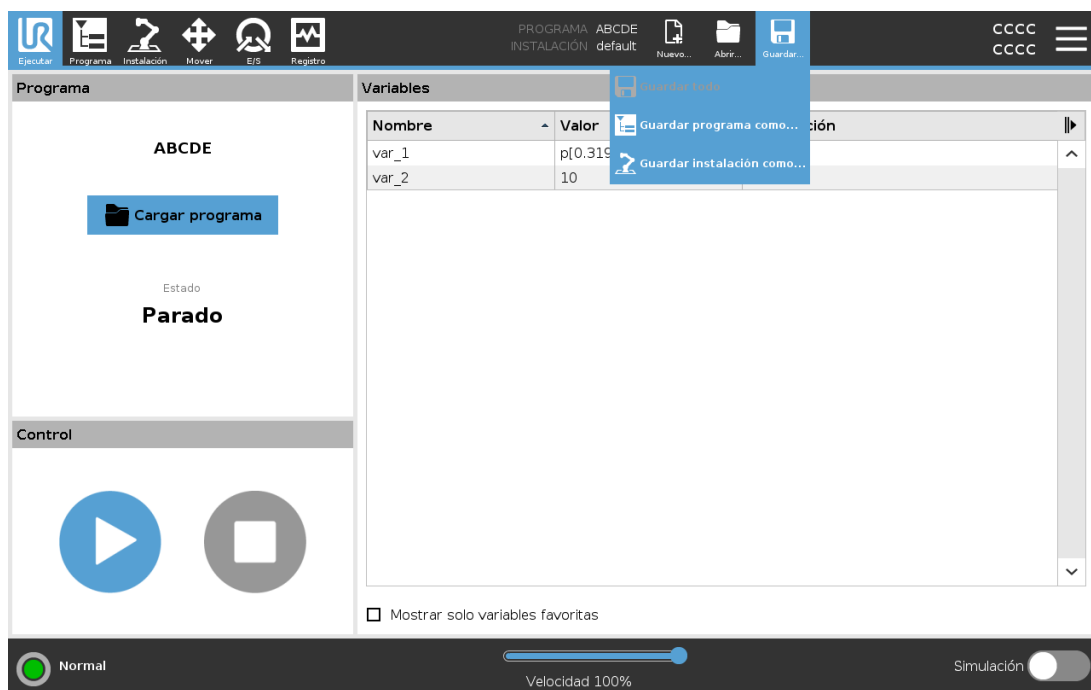 UR
Ejecutar
Programa
Instalación
Mover
E/S
Registro
PROGRAMA ABCDE
INSTALACIÓN default
Nuevo...
Abrir...
Guardar...
CCCC
CCCC
Guardar todo
Guardar programa como...
Guardar instalación como...
Programa
ABCDE
Cargar programa
Estado
Parado
Control
Variables
Nombre Valor ción
var_1 p[0.319
var_2 10
Mostrar solo variables favoritas
Normal
Velocidad 100%
Simulación